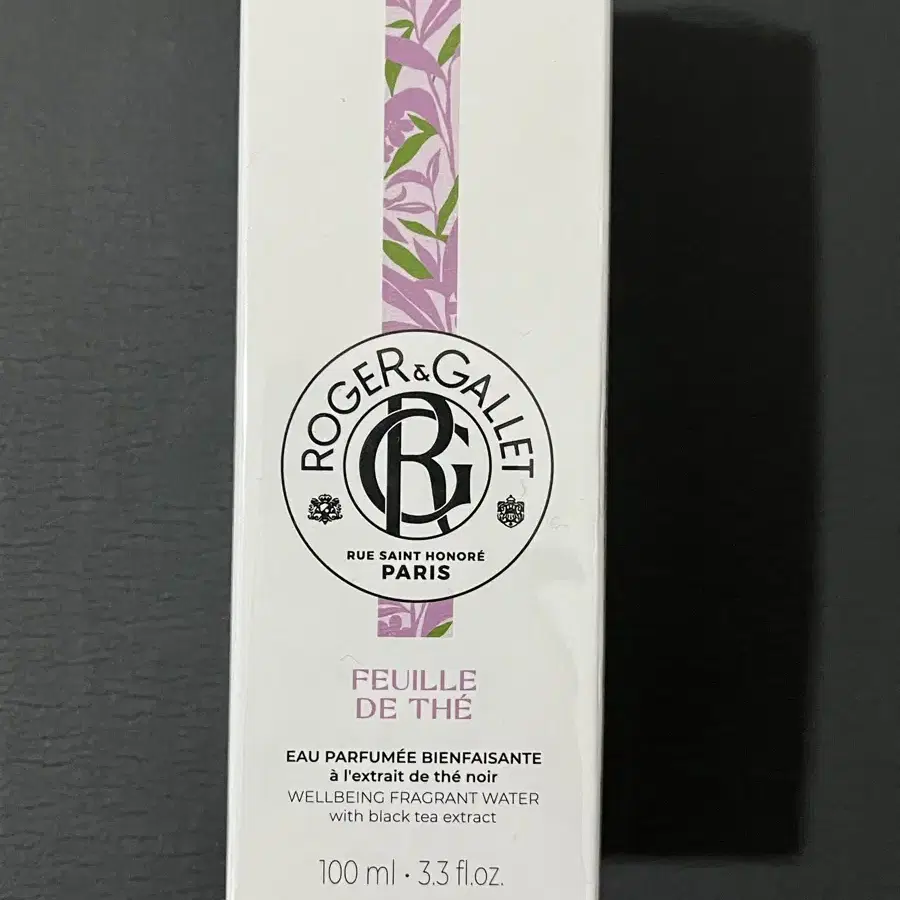 ROGER & GALLET
RG
RUE SAINT HONORÉ
PARIS
FEUILLE
DE THÉ
EAU PARFUMÉE BIENFAISANTE
à l'extrait de thé noir
WELLBEING FRAGRANT WATER
with black tea extract
100 ml • 3.3 fl.oz.